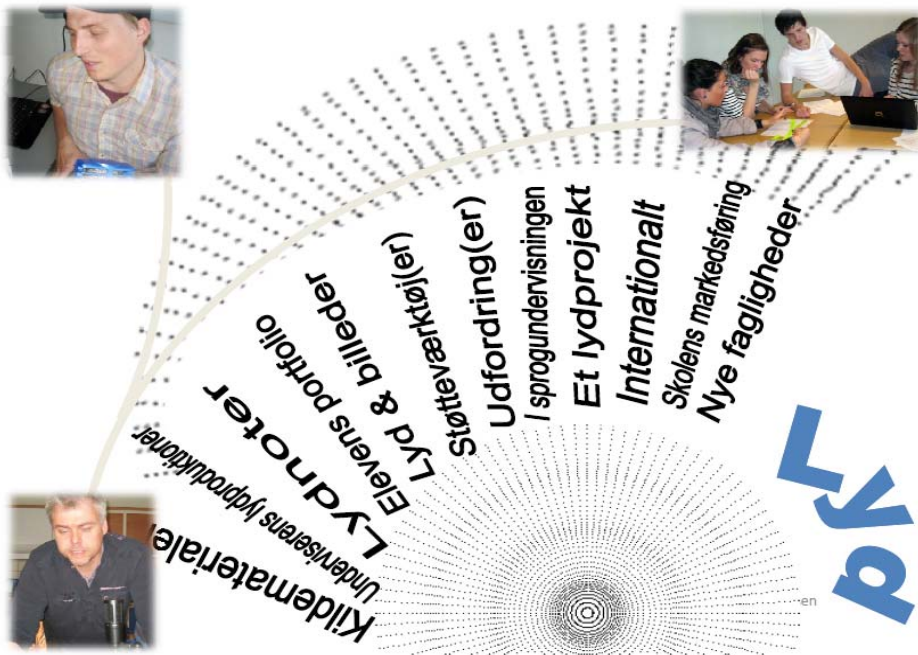 Kildemateriale
Underviserens lydproduktioner
Lydnoter
Elevens portfolio
Lyd & billeder
Støtteværktøj(er)
Udfordring(er)
I sprogundervisningen
Et lydprojekt
Internationalt
Skolens markedsføring
Nye fagligheder
Lyd
en